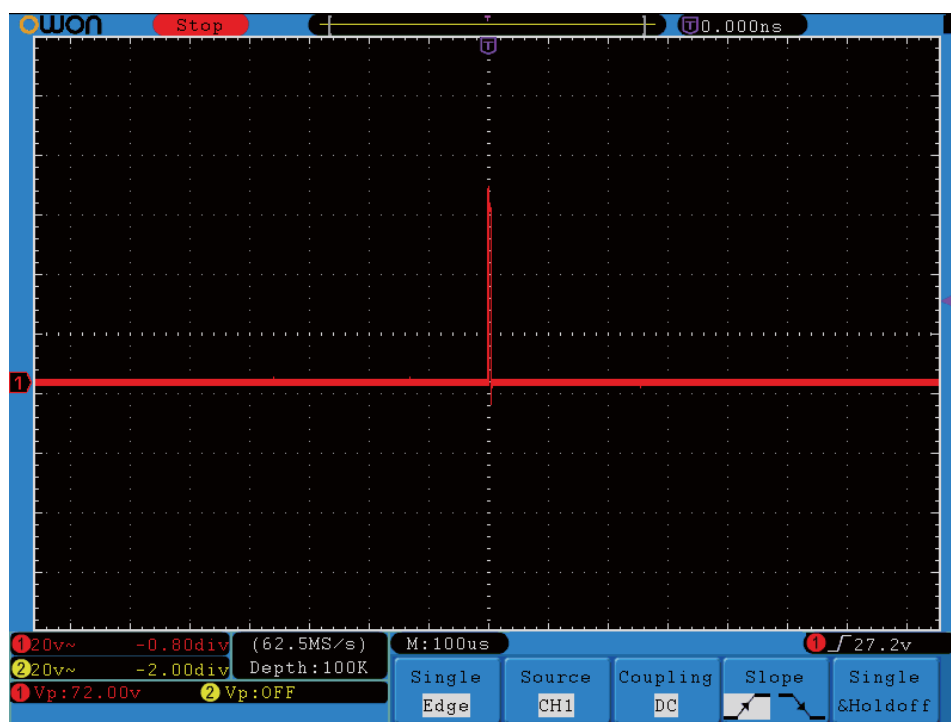 owon Stop T 0.000ns
T
T
1
1 20v~ -0.80div (62.5MS/s) M:100us 1 27.2v
2 20v~ -2.00div Depth:100K
1 Vp:72.00v 2 Vp:OFF
Single Source Coupling Slope Single
Edge CH1 DC &Holdoff